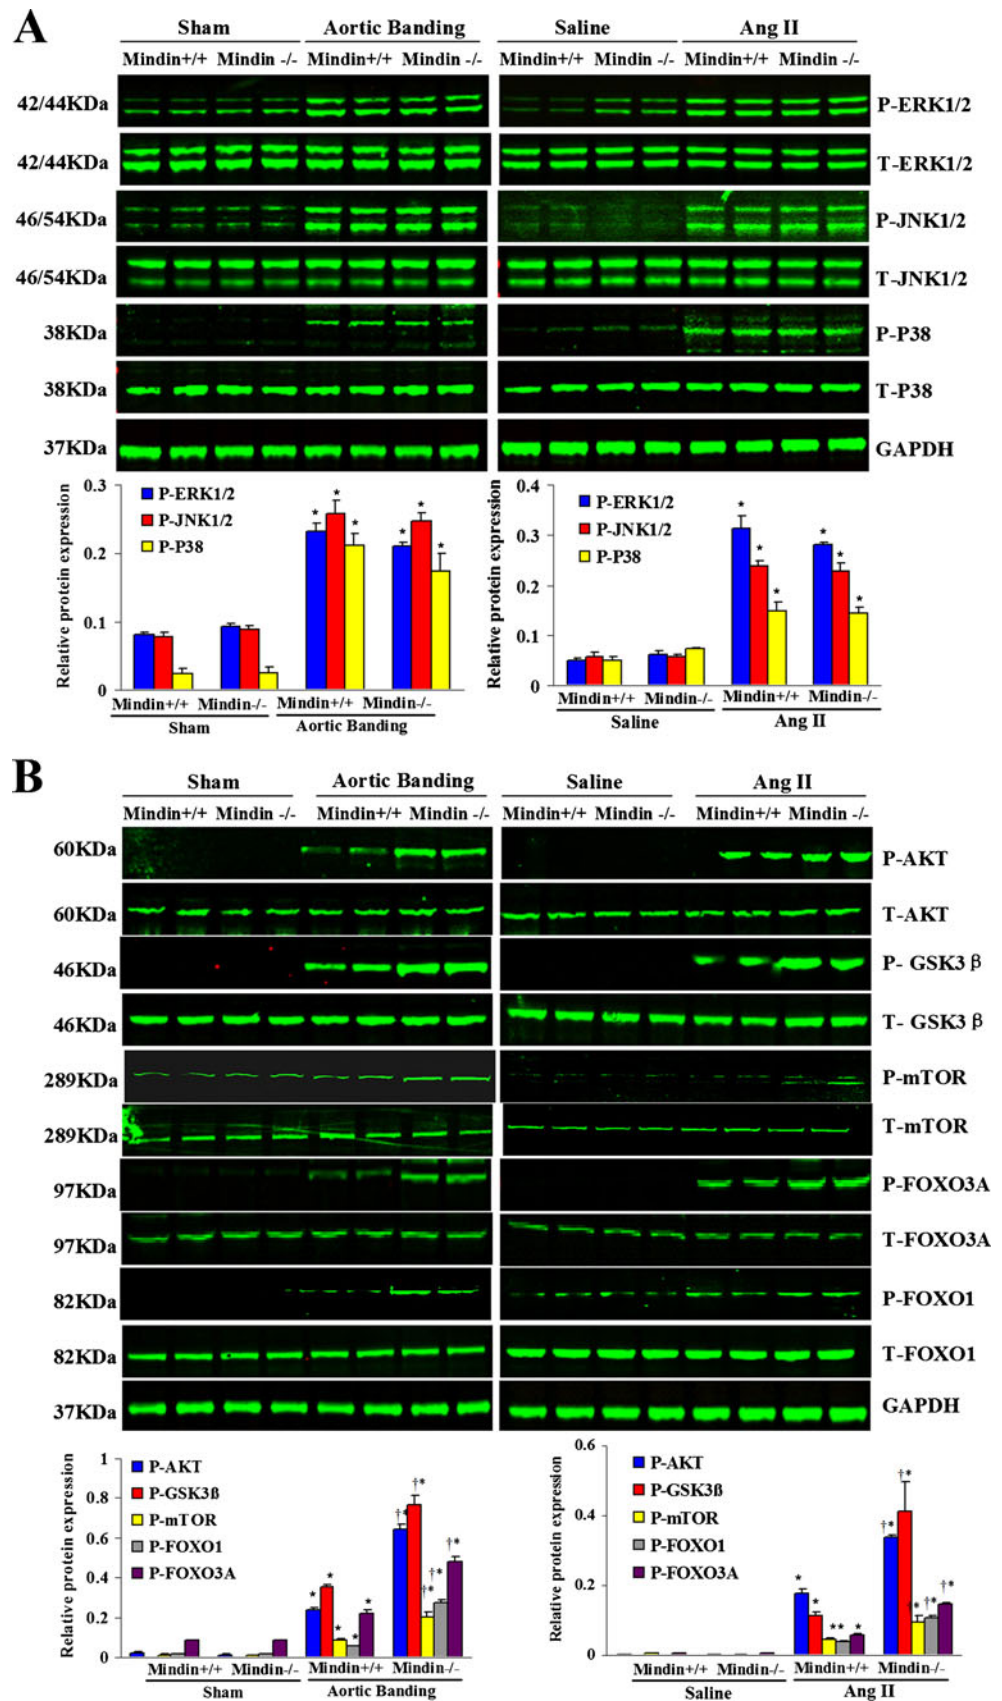 A
Sham Aortic Banding Saline Ang II
Mindin+/+ Mindin -/- Mindin+/+ Mindin -/- Mindin+/+ Mindin -/- Mindin+/+ Mindin -/-
42/44KDa P-ERK1/2
42/44KDa T-ERK1/2
46/54KDa P-JNK1/2
46/54KDa T-JNK1/2
38KDa P-P38
38KDa T-P38
37KDa GAPDH
Relative protein expression
0.3
0.2
0.1
0
P-ERK1/2
P-JNK1/2
P-P38
* * * * * *
Mindin+/+ Mindin-/- Mindin+/+ Mindin-/-
Sham Aortic Banding
Relative protein expression
0.4
0.3
0.2
0.1
0
P-ERK1/2
P-JNK1/2
P-P38
* * * * * *
Mindin+/+ Mindin-/- Mindin+/+ Mindin-/-
Saline Ang II
B
Sham Aortic Banding Saline Ang II
Mindin+/+ Mindin -/- Mindin+/+ Mindin -/- Mindin+/+ Mindin -/- Mindin+/+ Mindin -/-
60KDa P-AKT
60KDa T-AKT
46KDa P- GSK3 β
46KDa T- GSK3 β
289KDa P-mTOR
289KDa T-mTOR
97KDa P-FOXO3A
97KDa T-FOXO3A
82KDa P-FOXO1
82KDa T-FOXO1
37KDa GAPDH
Relative protein expression
1
0.8
0.6
0.4
0.2
0
P-AKT
P-GSK3ß
P-mTOR
P-FOXO1
P-FOXO3A
* * * * * †* †* †* †* †*
Mindin+/+ Mindin-/- Mindin+/+ Mindin-/-
Sham Aortic Banding
Relative protein expression
0.6
0.4
0.2
0
P-AKT
P-GSK3ß
P-mTOR
P-FOXO1
P-FOXO3A
* * * * * †* †* †* †* †*
Mindin+/+ Mindin-/- Mindin+/+ Mindin-/-
Saline Ang II